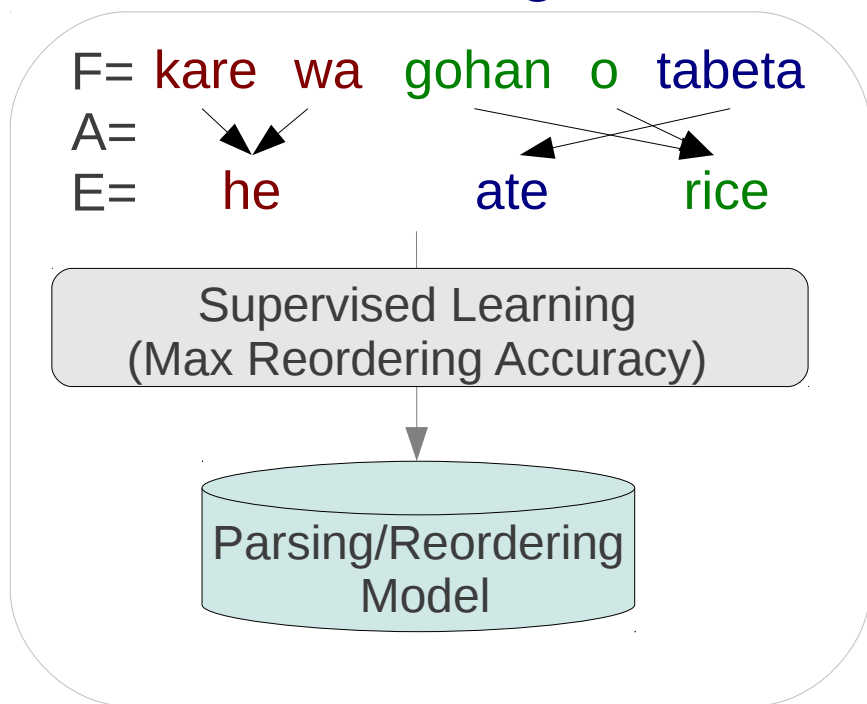 F= kare wa gohan o tabeta
A=
E= he ate rice
Supervised Learning
(Max Reordering Accuracy)
Parsing/Reordering
Model